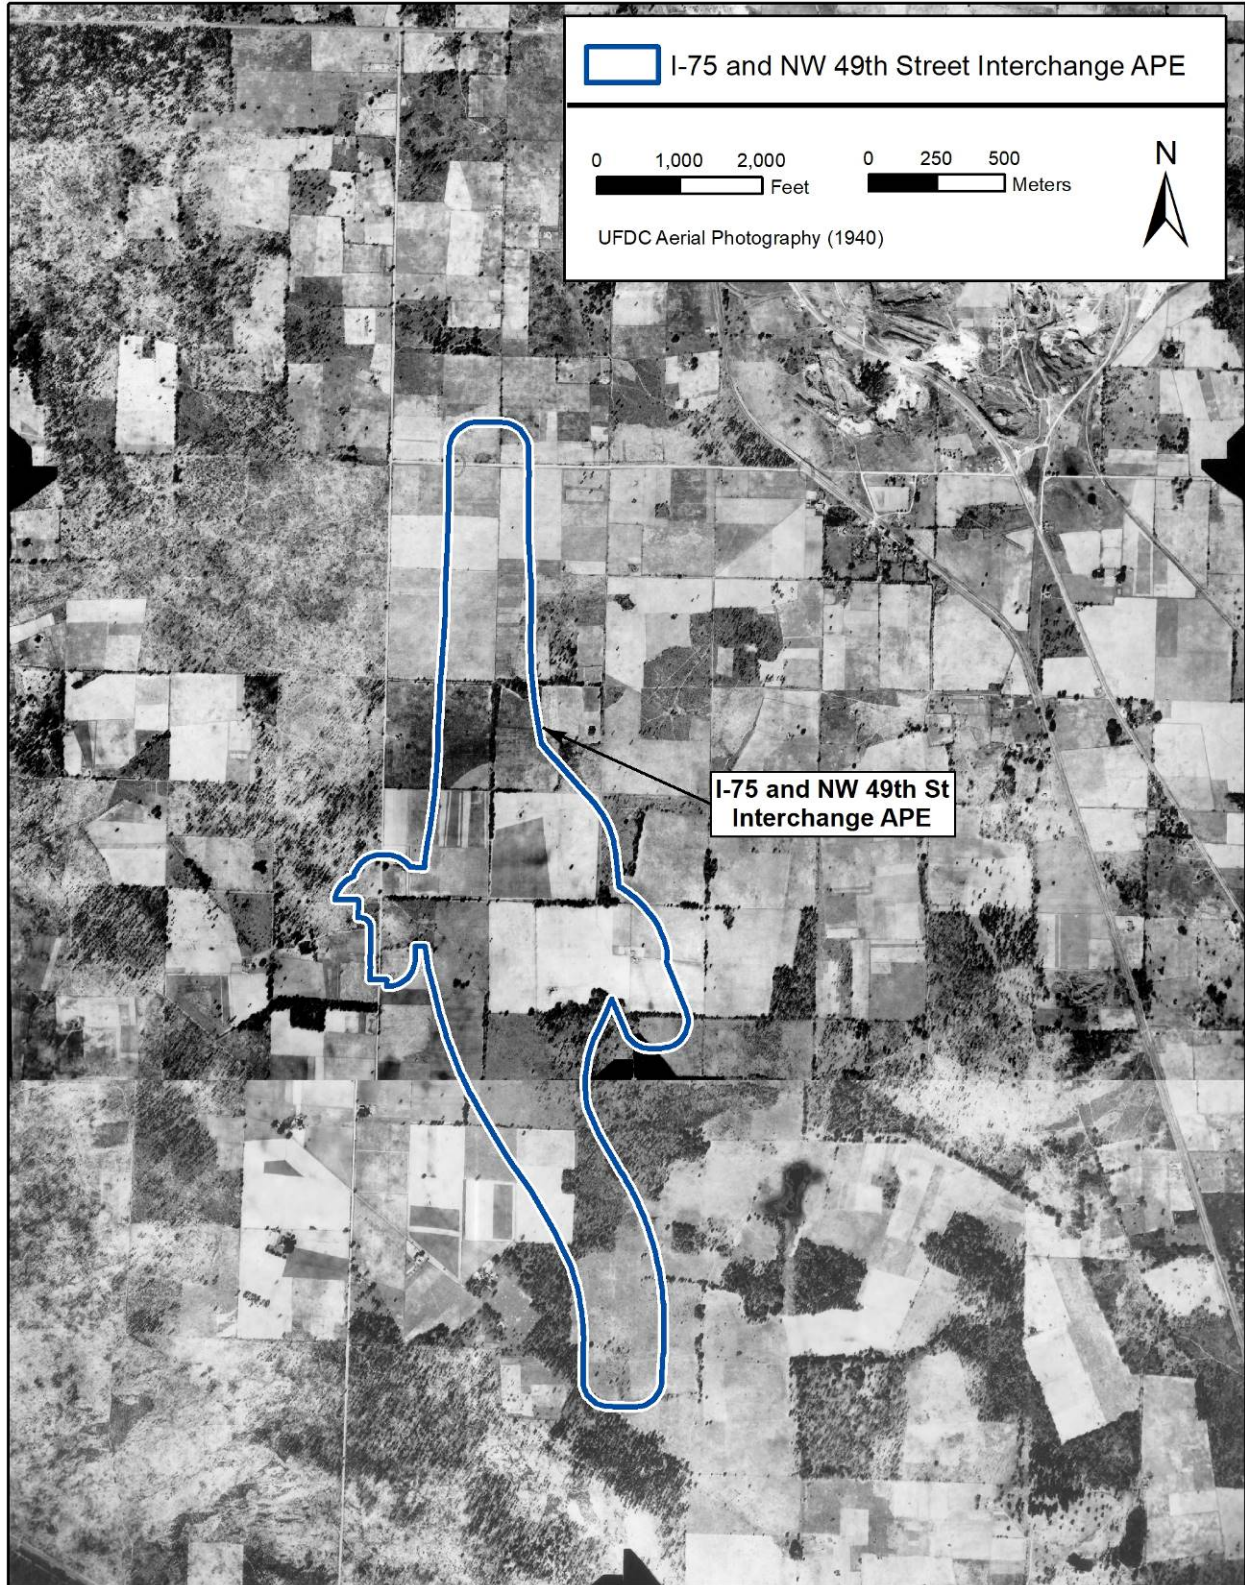 I-75 and NW 49th Street Interchange APE
0 1,000 2,000
Feet
0 250 500
Meters
N
UFDC Aerial Photography (1940)
I-75 and NW 49th St
Interchange APE